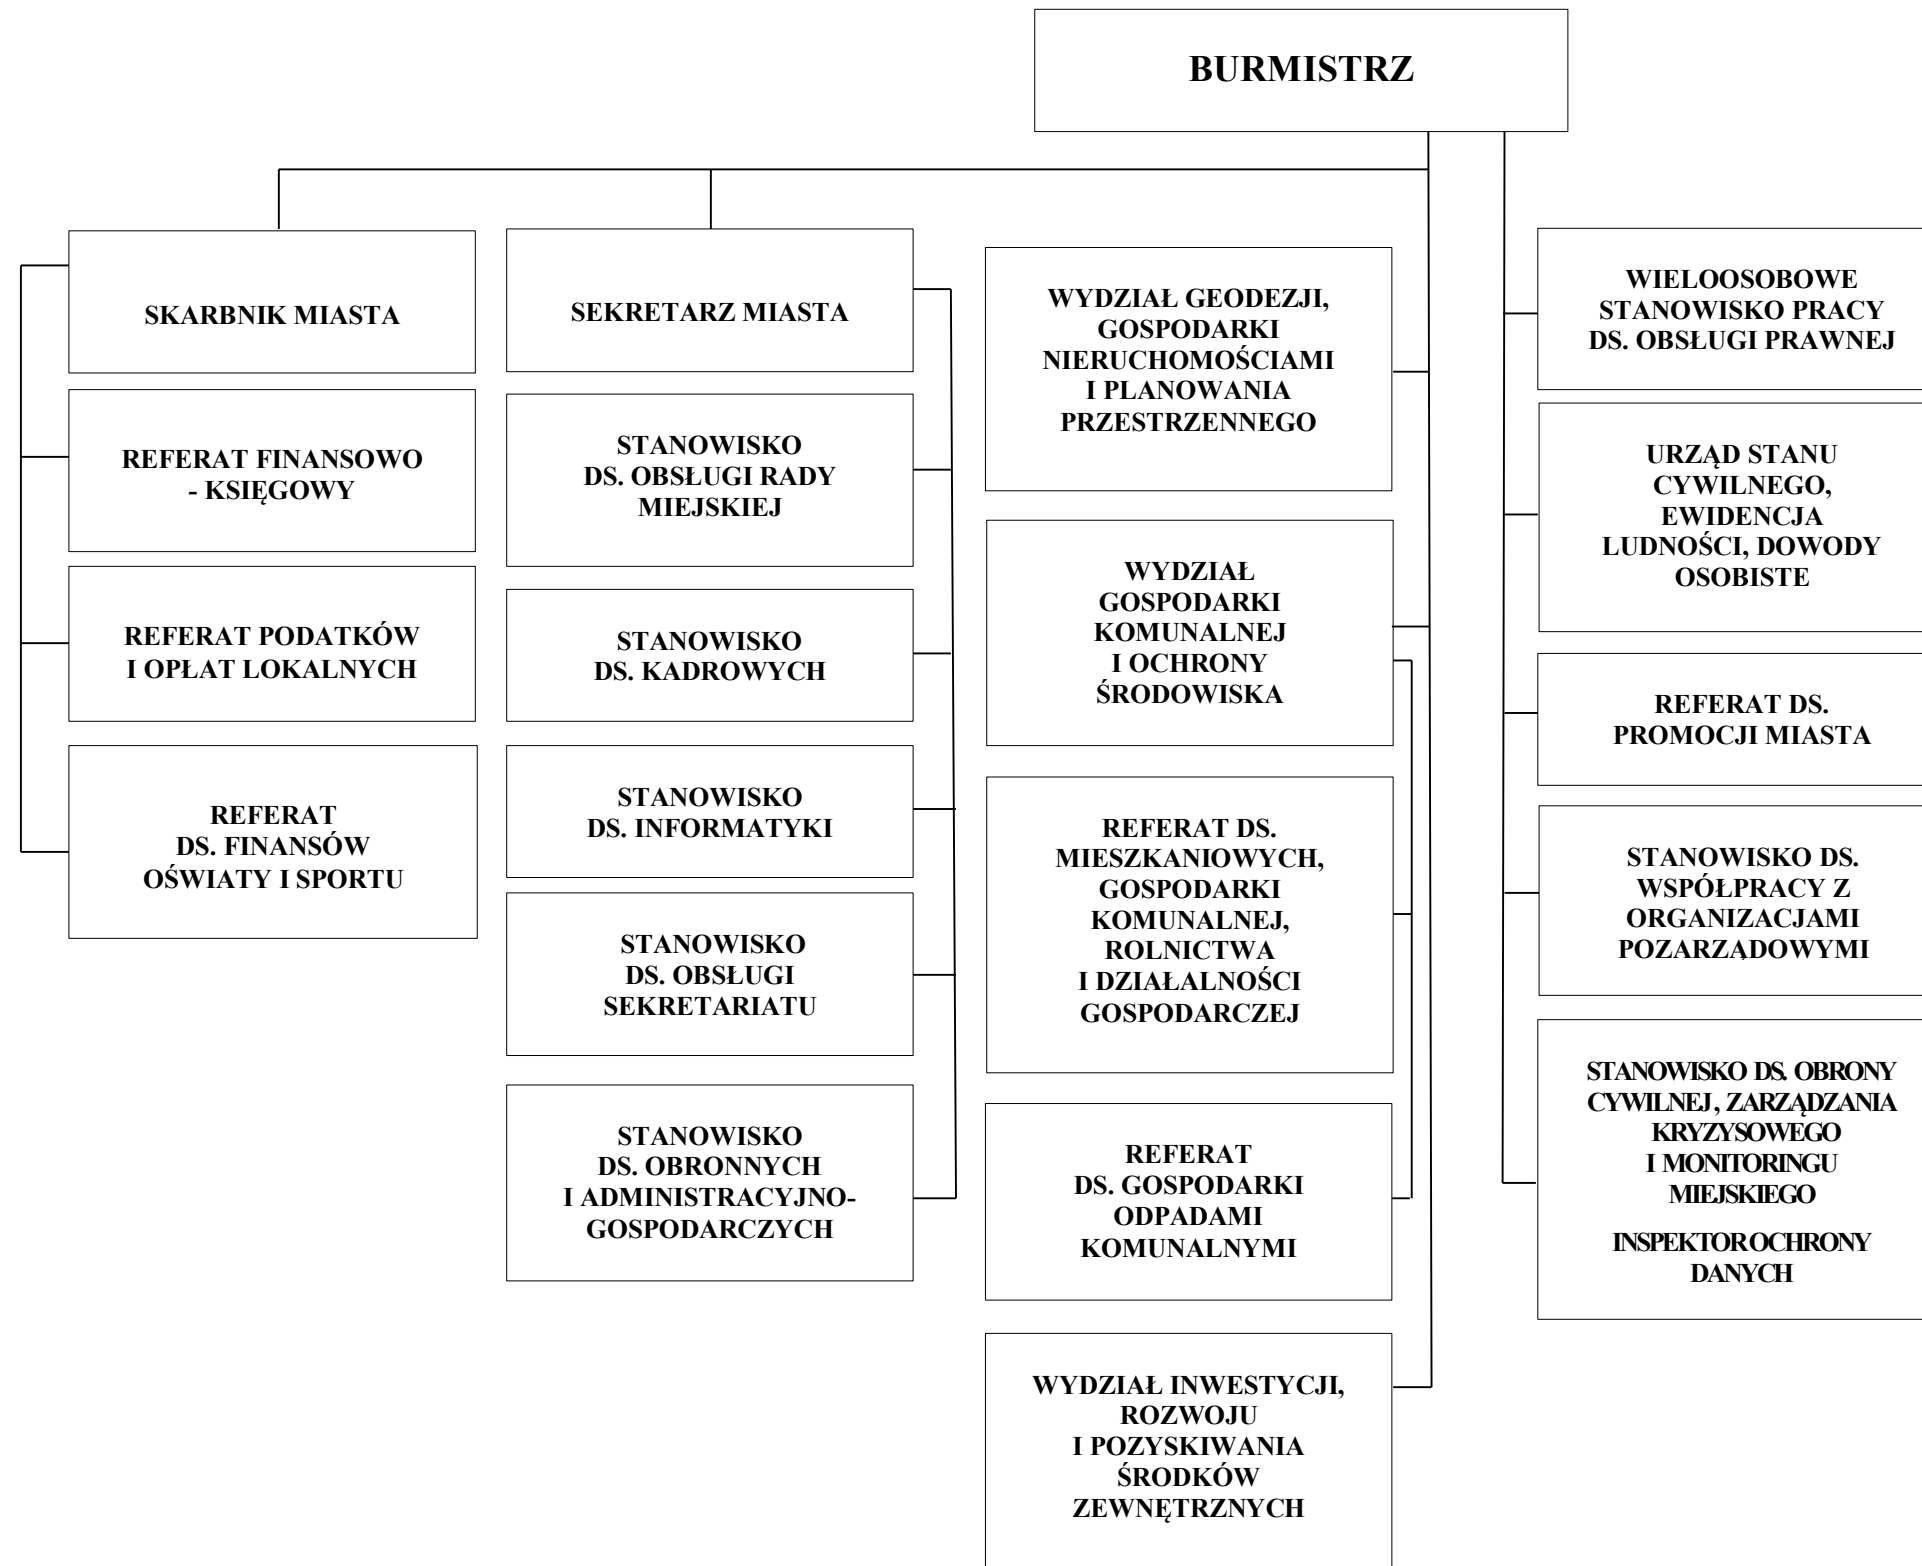 BURMISTRZ
SKARBNIK MIASTA
REFERAT FINANSOWO
- KSIĘGOWY
REFERAT PODATKÓW
I OPŁAT LOKALNYCH
REFERAT
DS. FINANSÓW
OŚWIATY I SPORTU
SEKRETARZ MIASTA
STANOWISKO
DS. OBSŁUGI RADY
MIEJSKIEJ
STANOWISKO
DS. KADROWYCH
STANOWISKO
DS. INFORMATYKI
STANOWISKO
DS. OBSŁUGI
SEKRETARIATU
STANOWISKO
DS. OBRONNYCH
I ADMINISTRACYJNO-
GOSPODARCZYCH
WYDZIAŁ GEODEZJI,
GOSPODARKI
NIERUCHOMOŚCIAMI
I PLANOWANIA
PRZESTRZENNEGO
WYDZIAŁ
GOSPODARKI
KOMUNALNEJ
I OCHRONY
ŚRODOWISKA
REFERAT DS.
MIESZKANIOWYCH,
GOSPODARKI
KOMUNALNEJ,
ROLNICTWA
I DZIAŁALNOŚCI
GOSPODARCZEJ
REFERAT
DS. GOSPODARKI
ODPADAMI
KOMUNALNYMI
WYDZIAŁ INWESTYCJI,
ROZWOJU
I POZYSKIWANIA
ŚRODKÓW
ZEWNĘTRZNYCH
WIELOOSOBOWE
STANOWISKO PRACY
DS. OBSŁUGI PRAWNEJ
URZĄD STANU
CYWILNEGO,
EWIDENCJA
LUDNOŚCI, DOWODY
OSOBISTE
REFERAT DS.
PROMOCJI MIASTA
STANOWISKO DS.
WSPÓŁPRACY Z
ORGANIZACJAMI
POZARZĄDOWYMI
STANOWISKO DS. OBRONY
CYWILNEJ, ZARZĄDZANIA
KRYZYSOWEGO
I MONITORINGU
MIEJSKIEGO
INSPEKTOR OCHRONY
DANYCH